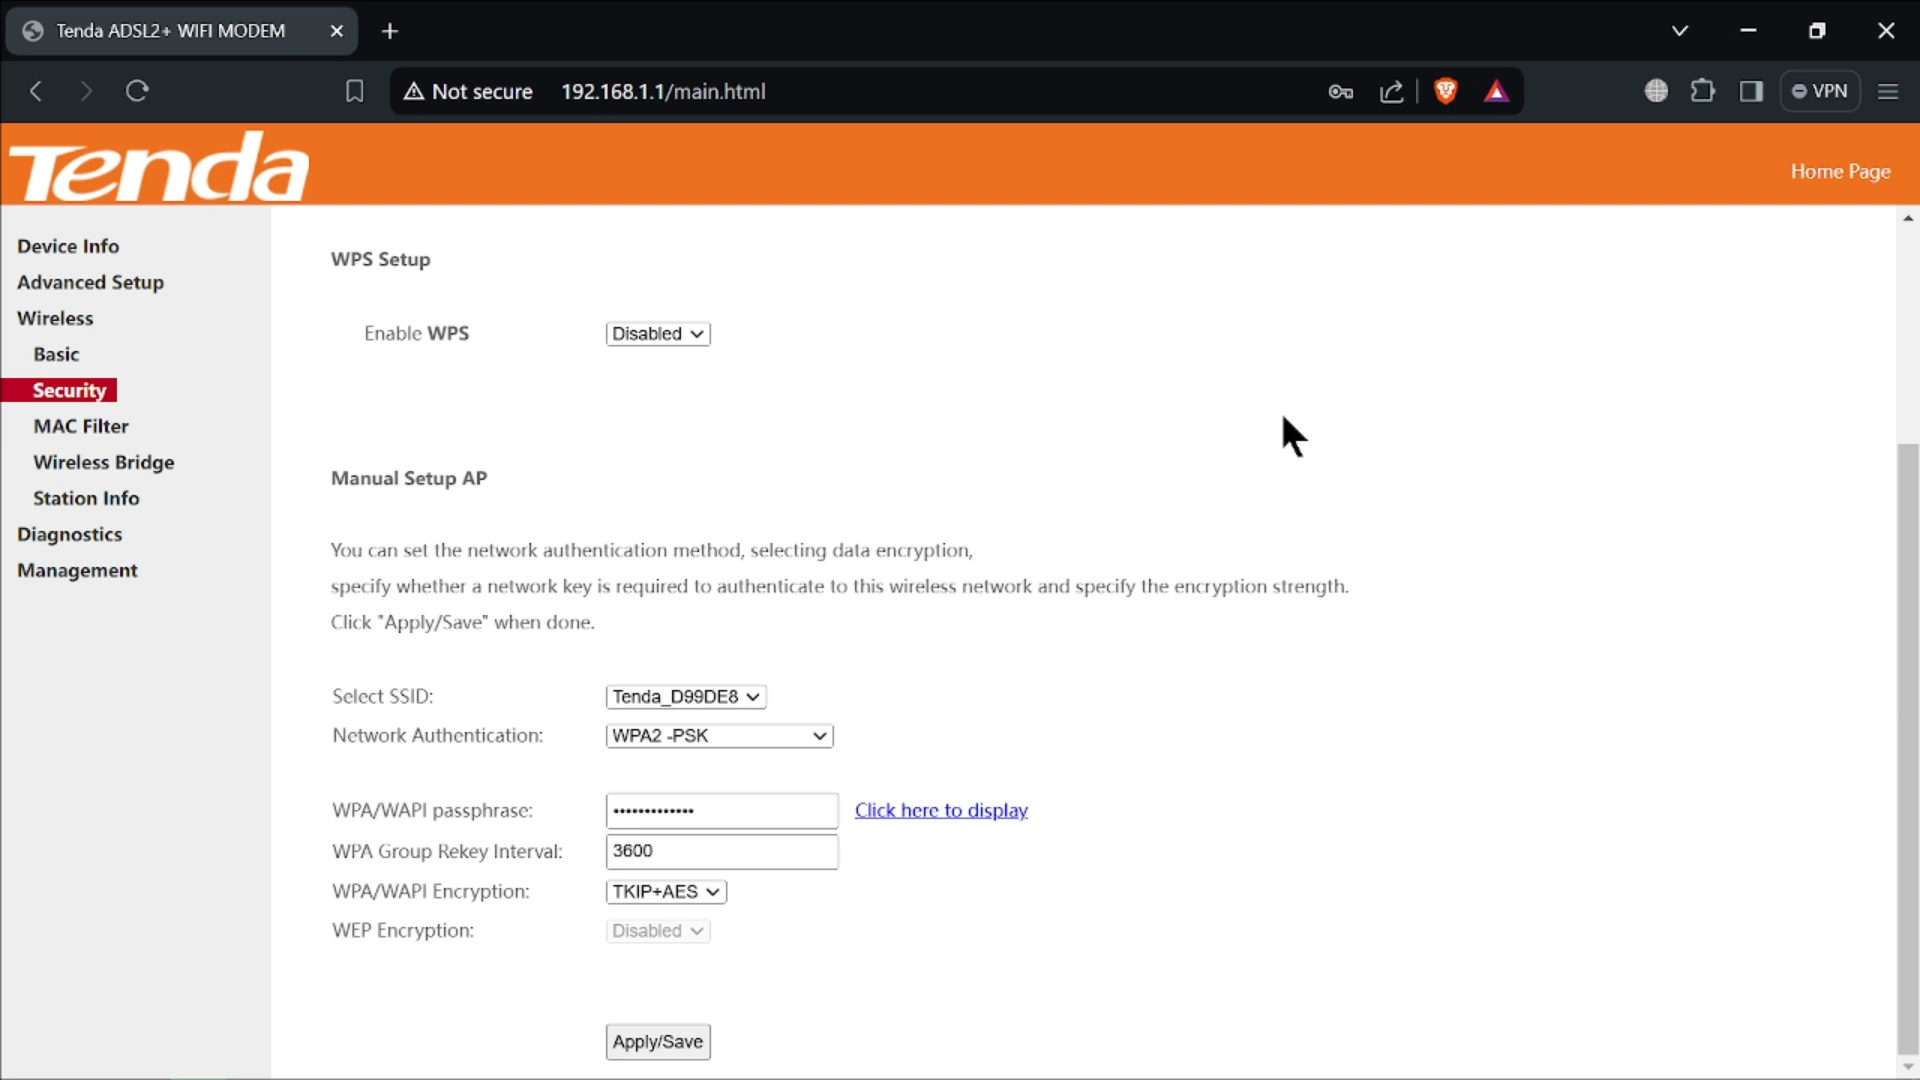 Tenda ADSL2+ WIFI MODEM
Not secure 192.168.1.1/main.html
VPN
Tenda
Home Page
Device Info
Advanced Setup
Wireless
Basic
Security
MAC Filter
Wireless Bridge
Station Info
Diagnostics
Management
WPS Setup
Enable WPS Disabled
Manual Setup AP
You can set the network authentication method, selecting data encryption,
specify whether a network key is required to authenticate to this wireless network and specify the encryption strength.
Click "Apply/Save" when done.
Select SSID: Tenda_D99DE8
Network Authentication: WPA2 -PSK
WPA/WAPI passphrase: ••••••••••••• Click here to display
WPA Group Rekey Interval: 3600
WPA/WAPI Encryption: TKIP+AES
WEP Encryption: Disabled
Apply/Save